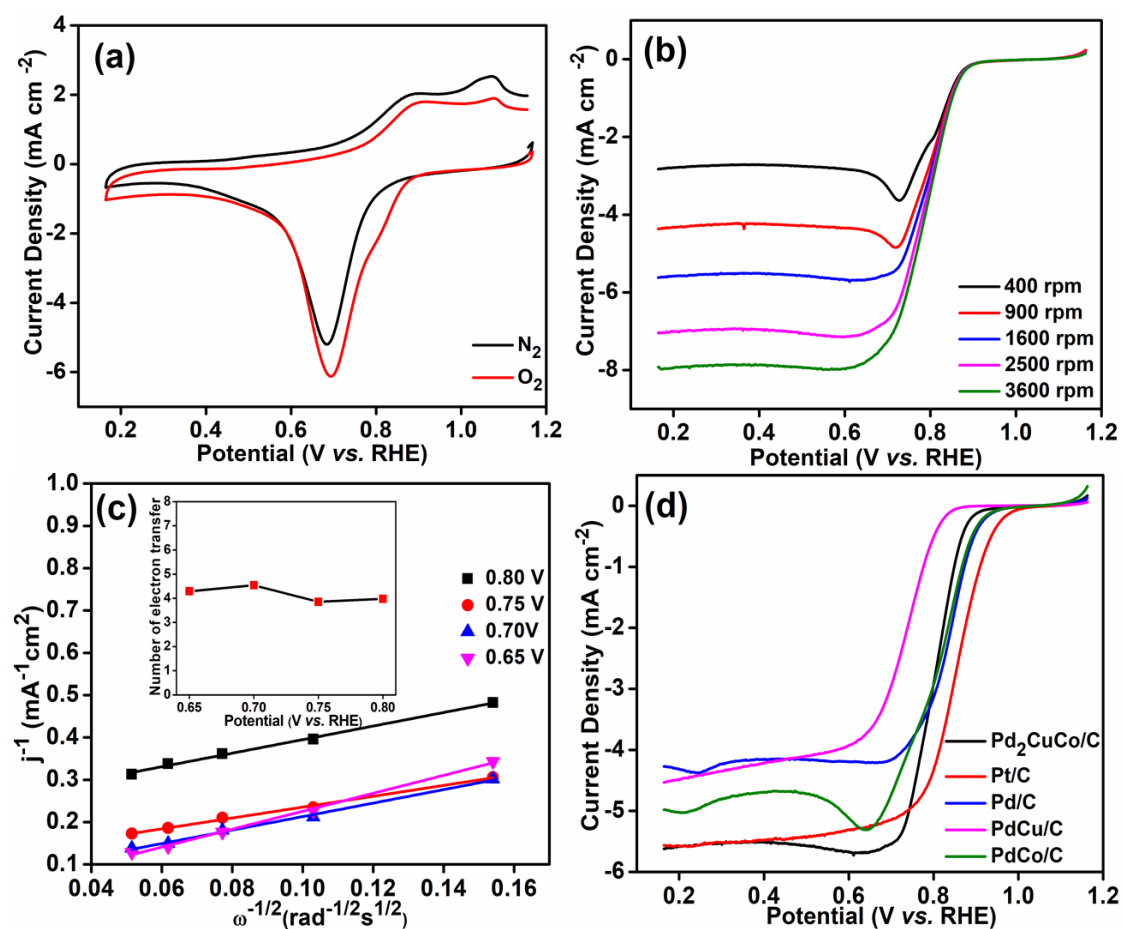 (a)
Current Density (mA cm⁻²)
4
2
0
-2
-4
-6
0.2 0.4 0.6 0.8 1.0 1.2
Potential (V vs. RHE)
N₂
O₂
(b)
Current Density (mA cm⁻²)
0
-2
-4
-6
-8
0.2 0.4 0.6 0.8 1.0 1.2
Potential (V vs. RHE)
400 rpm
900 rpm
1600 rpm
2500 rpm
3600 rpm
(c)
j⁻¹ (mA⁻¹cm²)
1.0
0.9
0.8
0.7
0.6
0.5
0.4
0.3
0.2
0.1
0.04 0.06 0.08 0.10 0.12 0.14 0.16
ω⁻¹/²(rad⁻¹/²s¹/²)
Number of electron transfer
8
7
6
5
4
3
2
1
0
0.65 0.70 0.75 0.80
Potential (V vs. RHE)
0.80 V
0.75 V
0.70V
0.65 V
(d)
Current Density (mA cm⁻²)
0
-1
-2
-3
-4
-5
-6
0.2 0.4 0.6 0.8 1.0 1.2
Potential (V vs. RHE)
Pd₂CuCo/C
Pt/C
Pd/C
PdCu/C
PdCo/C